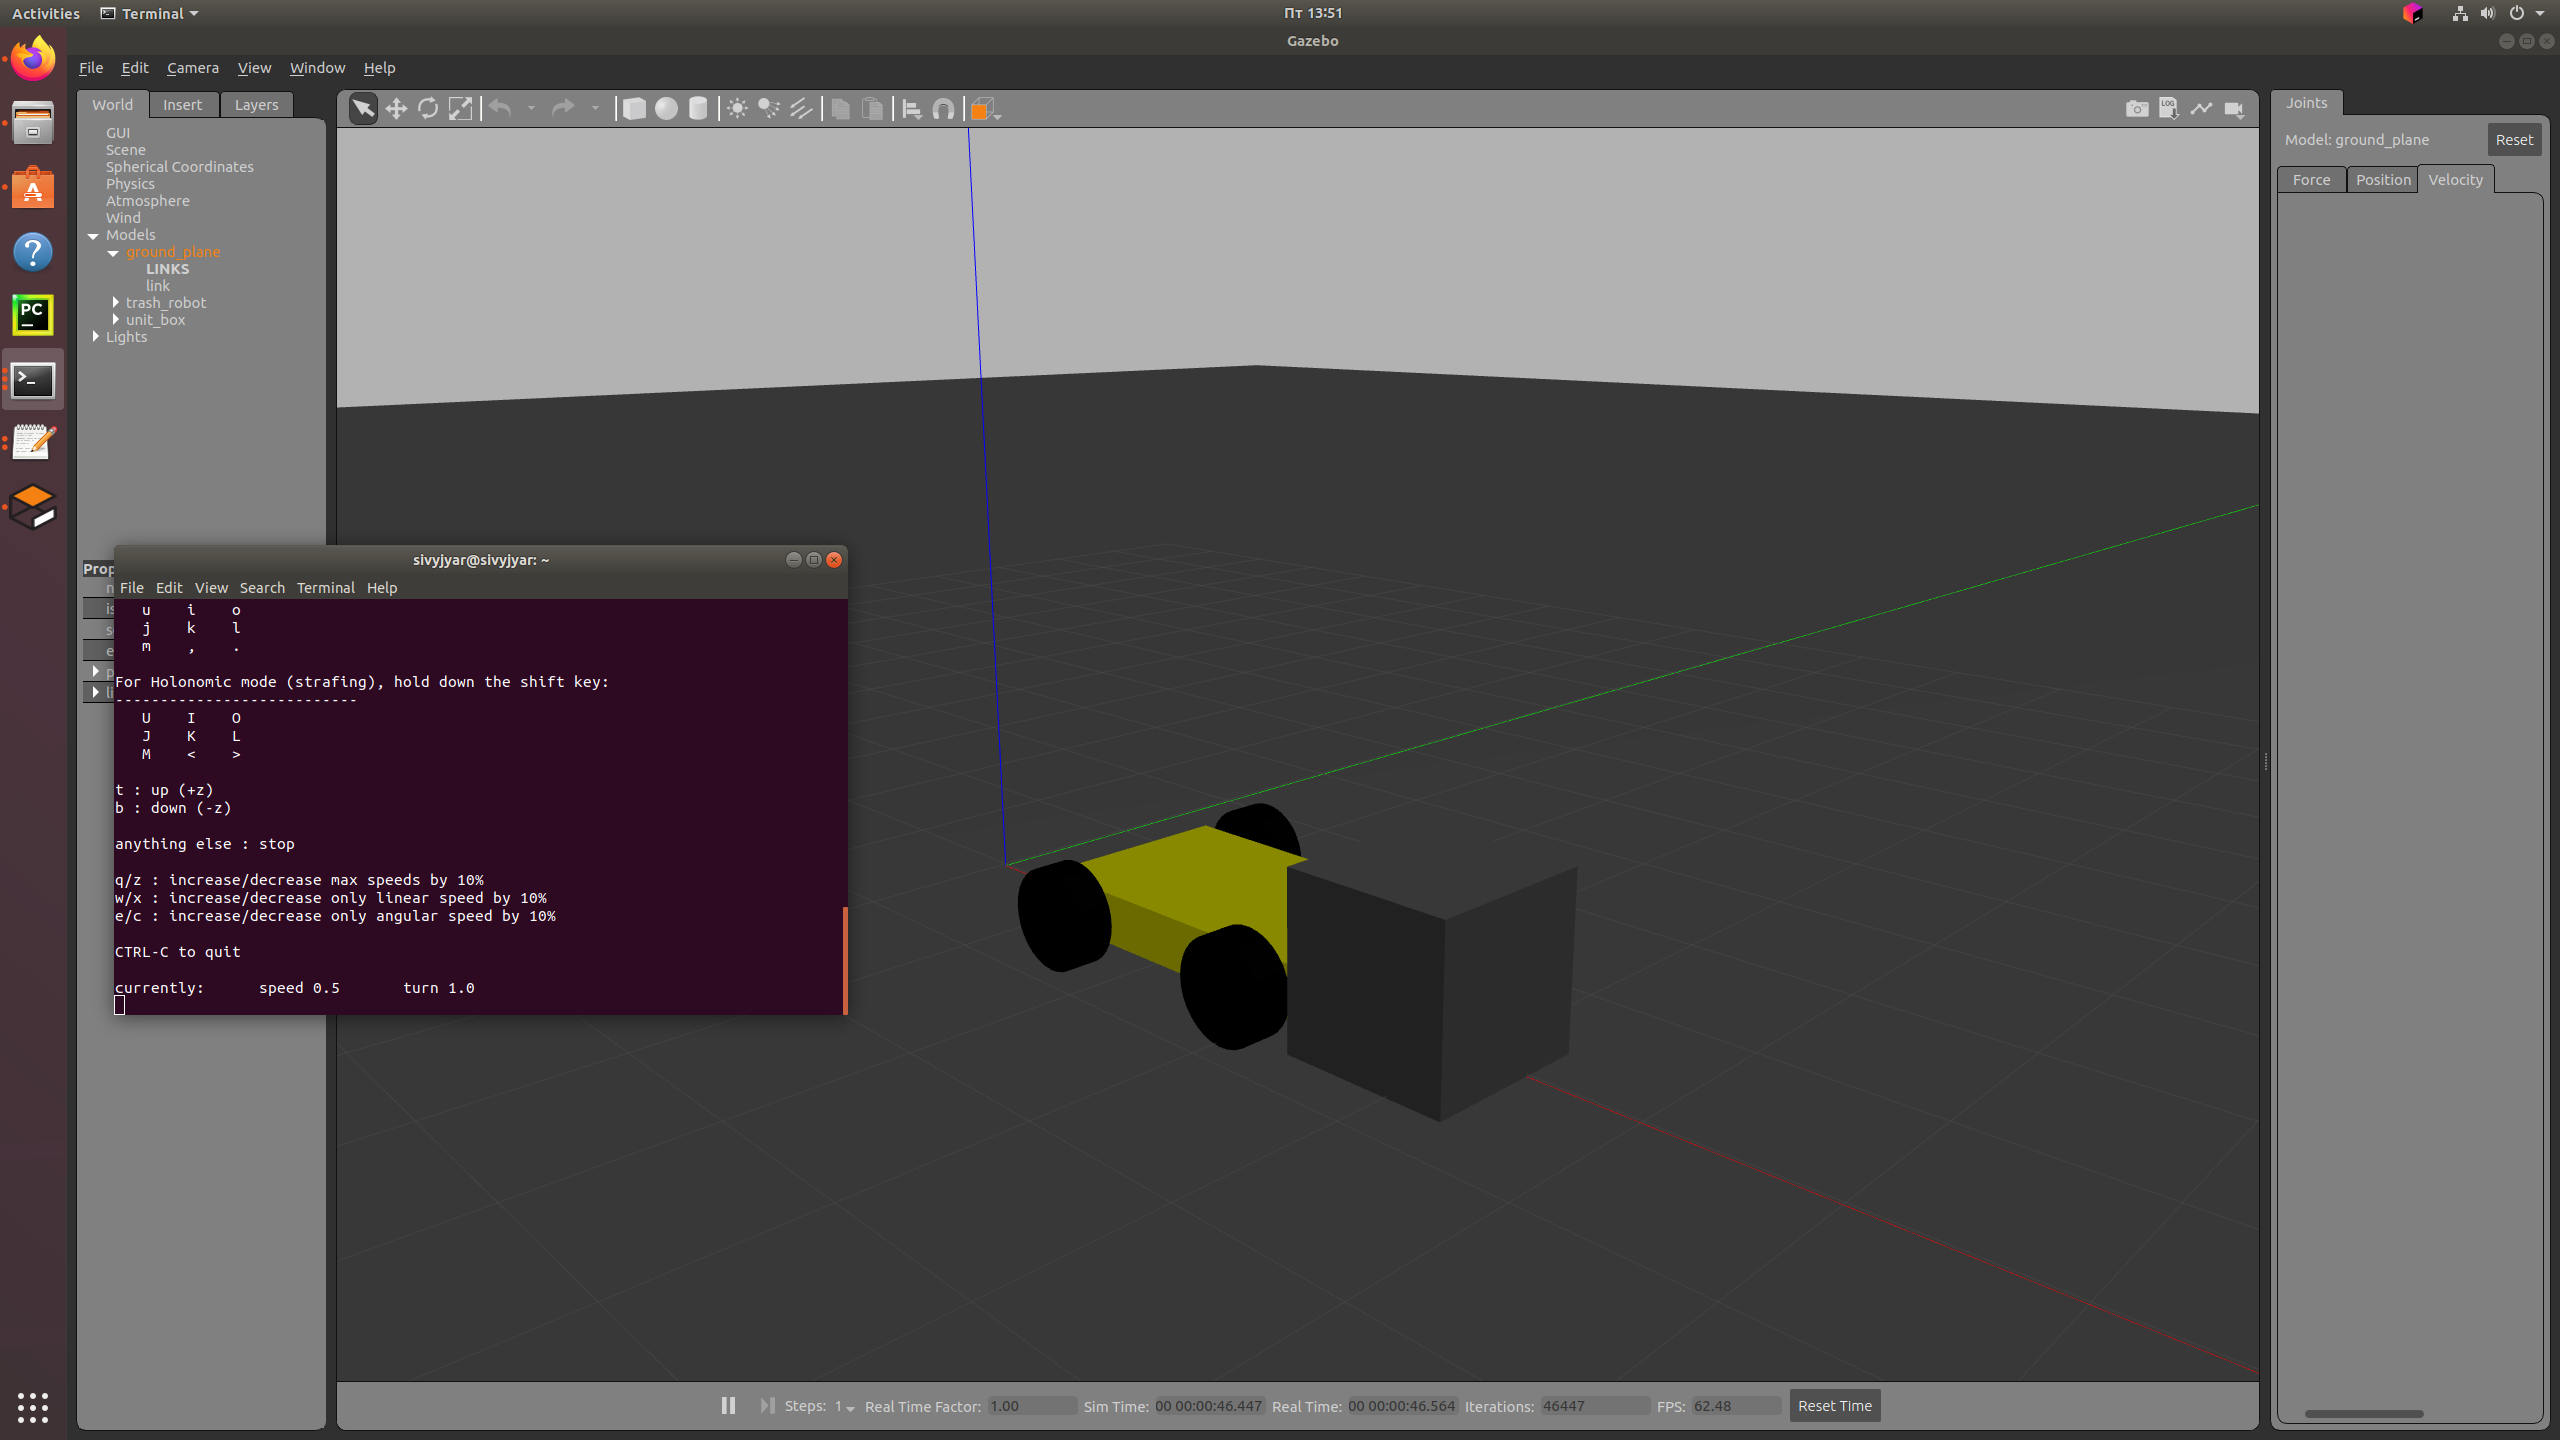 Activities
Terminal
Пт 13:51
Gazebo
File Edit Camera View Window Help
World Insert Layers
GUI
Scene
Spherical Coordinates
Physics
Atmosphere
Wind
Models
ground_plane
LINKS
link
trash_robot
unit_box
Lights
LOG
Joints
Model: ground_plane
Reset
Force Position Velocity
PC
sivyjyar@sivyjyar: ~
File Edit View Search Terminal Help
u i o
j k l
m , .
For Holonomic mode (strafing), hold down the shift key:
---------------------------
U I O
J K L
M < >
t : up (+z)
b : down (-z)
anything else : stop
q/z : increase/decrease max speeds by 10%
w/x : increase/decrease only linear speed by 10%
e/c : increase/decrease only angular speed by 10%
CTRL-C to quit
currently: speed 0.5 turn 1.0
Steps: 1 Real Time Factor: 1.00 Sim Time: 00 00:00:46.447 Real Time: 00 00:00:46.564 Iterations: 46447 FPS: 62.48 Reset Time